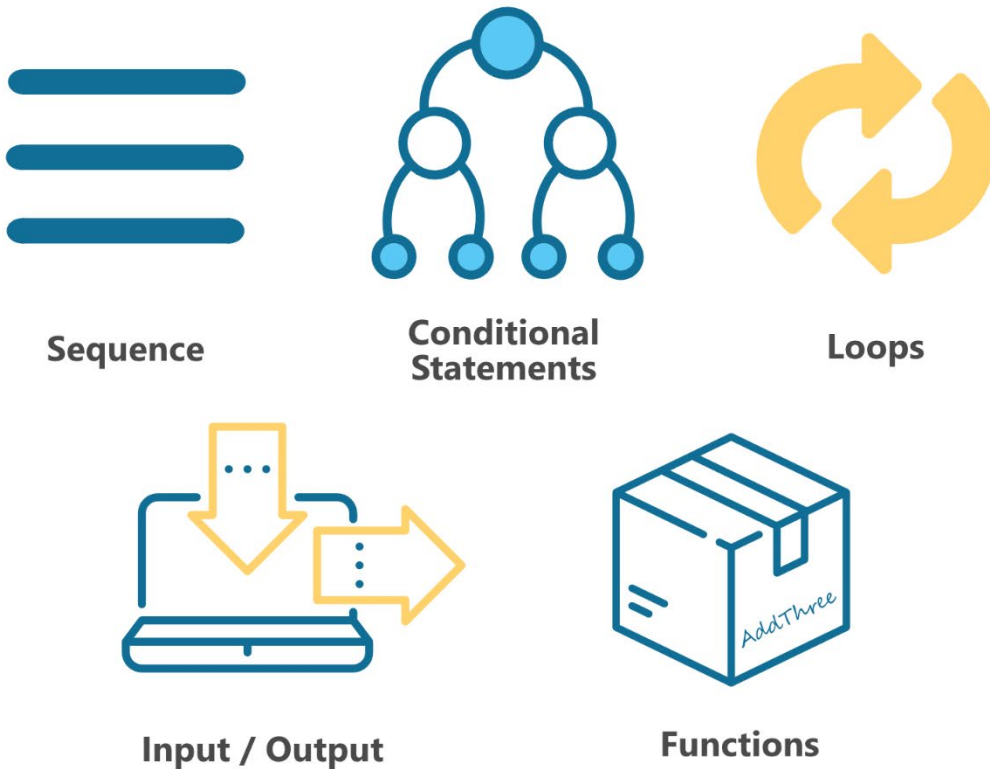 Sequence
Conditional
Statements
Loops
AddThree
Input / Output
Functions